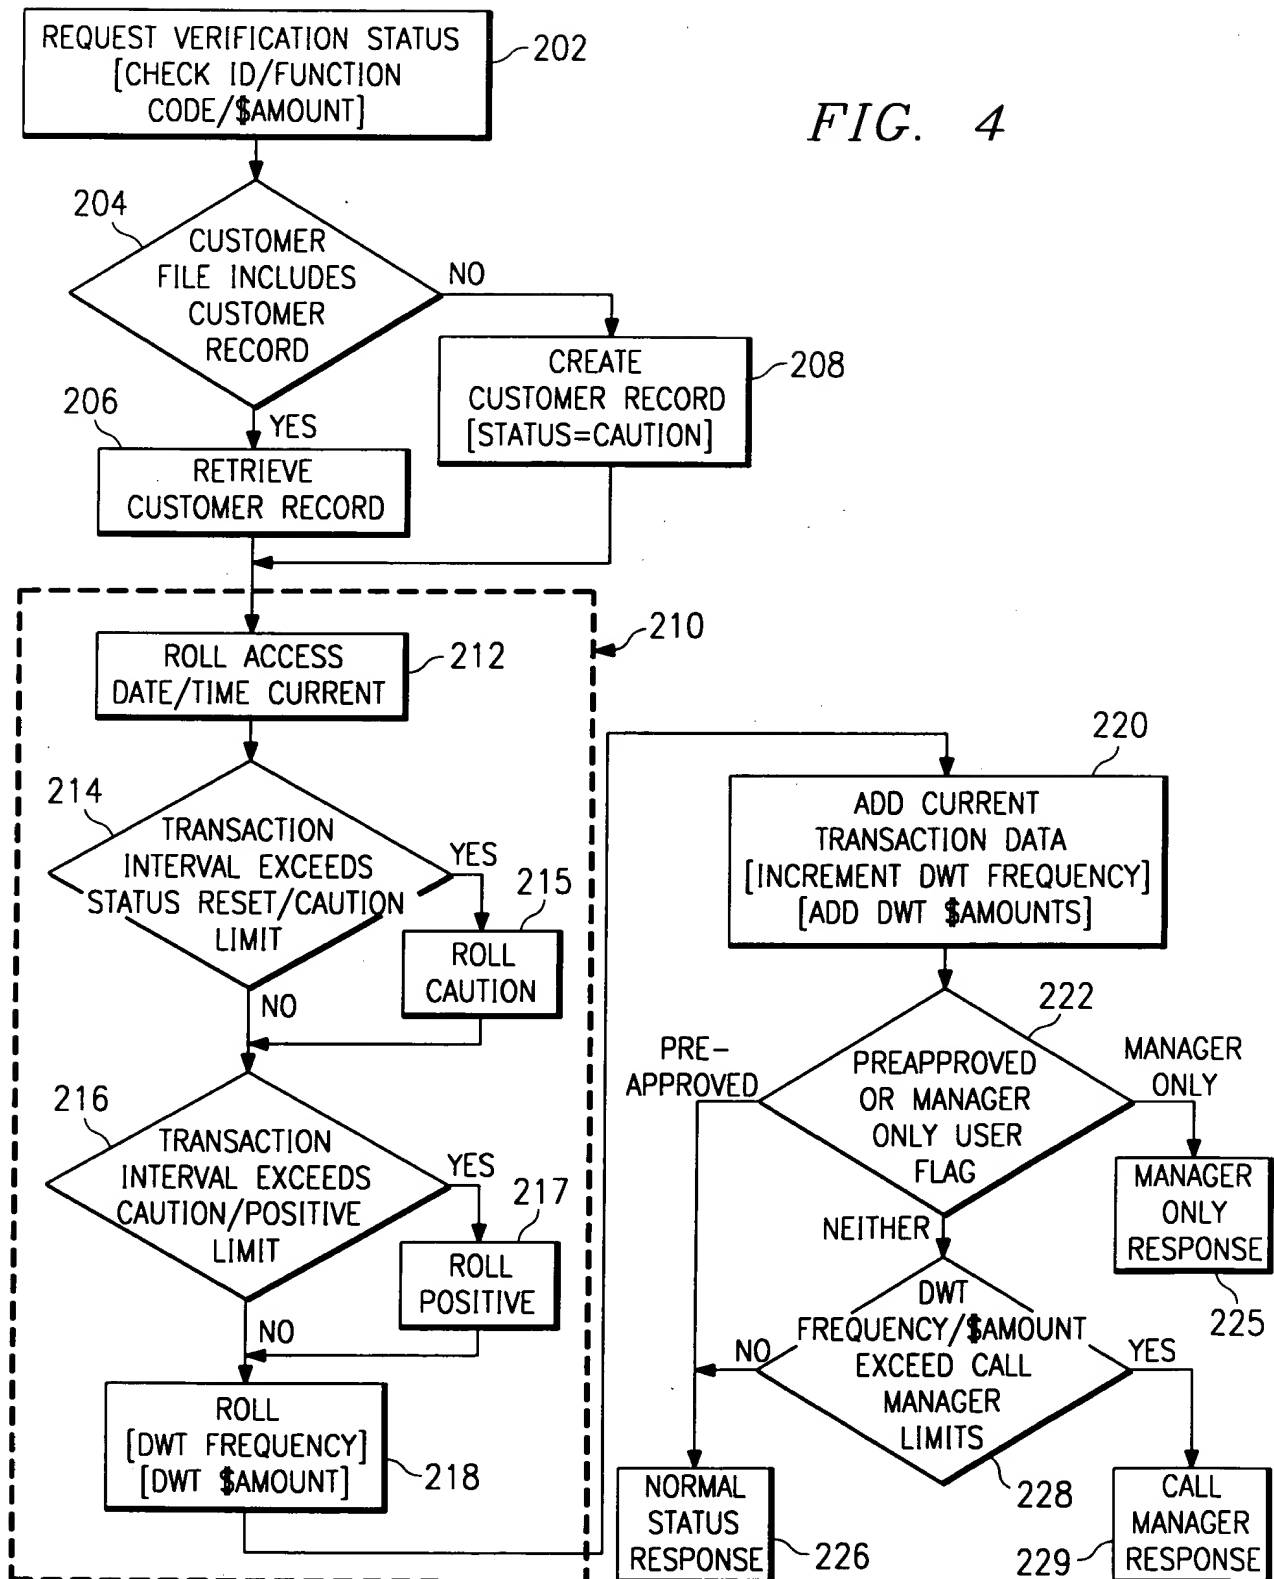 REQUEST VERIFICATION STATUS
[CHECK ID/FUNCTION
CODE/$AMOUNT]
202
FIG. 4
204
CUSTOMER
FILE INCLUDES
CUSTOMER
RECORD
NO
YES
206
RETRIEVE
CUSTOMER RECORD
CREATE
CUSTOMER RECORD
[STATUS=CAUTION]
208
210
ROLL ACCESS
DATE/TIME CURRENT
212
214
TRANSACTION
INTERVAL EXCEEDS
STATUS RESET/CAUTION
LIMIT
YES
NO
215
ROLL
CAUTION
216
TRANSACTION
INTERVAL EXCEEDS
CAUTION/POSITIVE
LIMIT
YES
NO
217
ROLL
POSITIVE
ROLL
[DWT FREQUENCY]
[DWT $AMOUNT]
218
220
ADD CURRENT
TRANSACTION DATA
[INCREMENT DWT FREQUENCY]
[ADD DWT $AMOUNTS]
222
PRE-
APPROVED
PREAPPROVED
OR MANAGER
ONLY USER
FLAG
MANAGER
ONLY
MANAGER
ONLY
RESPONSE
225
NEITHER
DWT
FREQUENCY/$AMOUNT
EXCEED CALL
MANAGER
LIMITS
NO
YES
228
NORMAL
STATUS
RESPONSE
226
CALL
MANAGER
RESPONSE
229